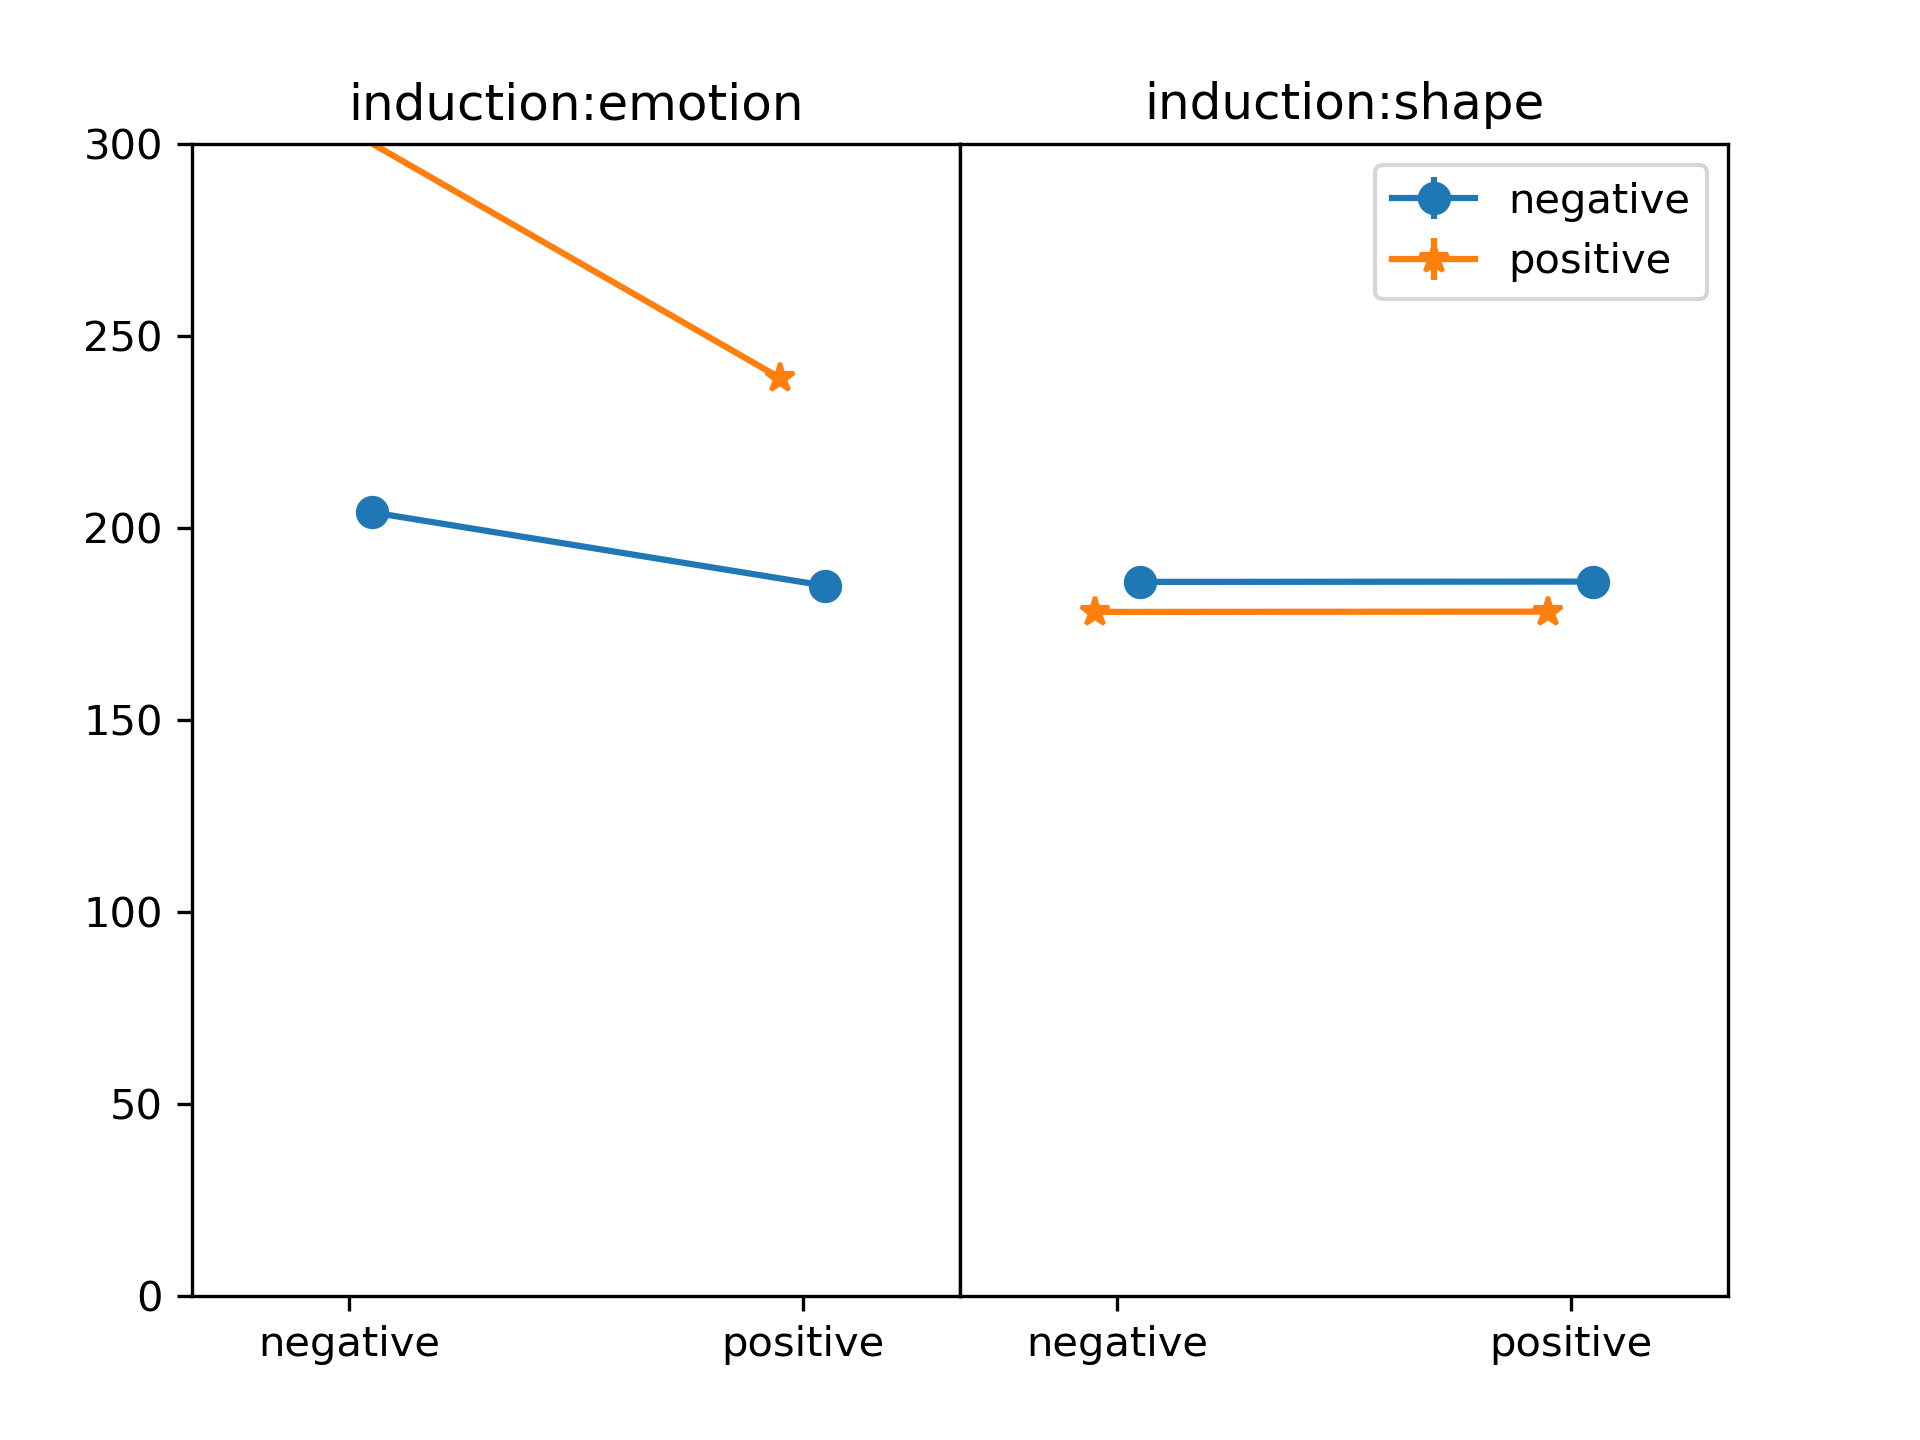 induction:emotion
induction:shape
300
250
200
150
100
50
0
negative
positive
negative
positive
negative
positive